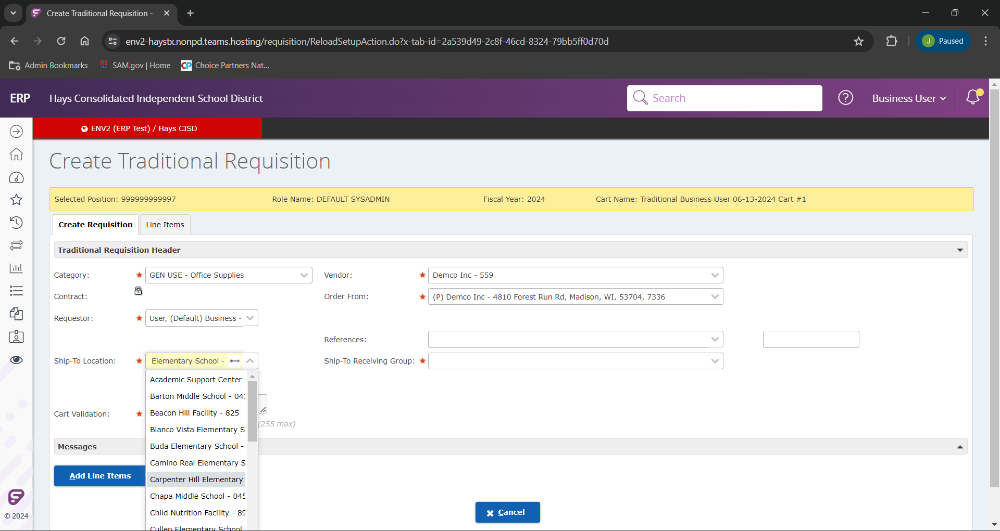 Create Traditional Requisition -
env2-haystx.nonpd.teams.hosting/requisition/ReloadSetupAction.do?x-tab-id=2a539d49-2c8f-46cd-8324-79bb5ff0d70d
J Paused
Admin Bookmarks
SAM.gov | Home
CP Choice Partners Nat...
ERP
Hays Consolidated Independent School District
Search
?
Business User
ENV2 (ERP Test) / Hays CISD
Create Traditional Requisition
Selected Position: 999999999997
Role Name: DEFAULT SYSADMIN
Fiscal Year: 2024
Cart Name: Traditional Business User 06-13-2024 Cart #1
Create Requisition
Line Items
Traditional Requisition Header
Category:
GEN USE - Office Supplies
Vendor:
Demco Inc - 559
Contract:
Order From:
(P) Demco Inc - 4810 Forest Run Rd, Madison, WI, 53704, 7336
Requestor:
User, (Default) Business -
References:
Ship-To Location:
Elementary School -
Ship-To Receiving Group:
Academic Support Center
Barton Middle School - 041
Beacon Hill Facility - 825
Blanco Vista Elementary S
Buda Elementary School -
Camino Real Elementary S
Carpenter Hill Elementary
Chapa Middle School - 045
Child Nutrition Facility - 89
Cullen Elementary School
Cart Validation:
(255 max)
Messages
Add Line Items
Cancel
© 2024